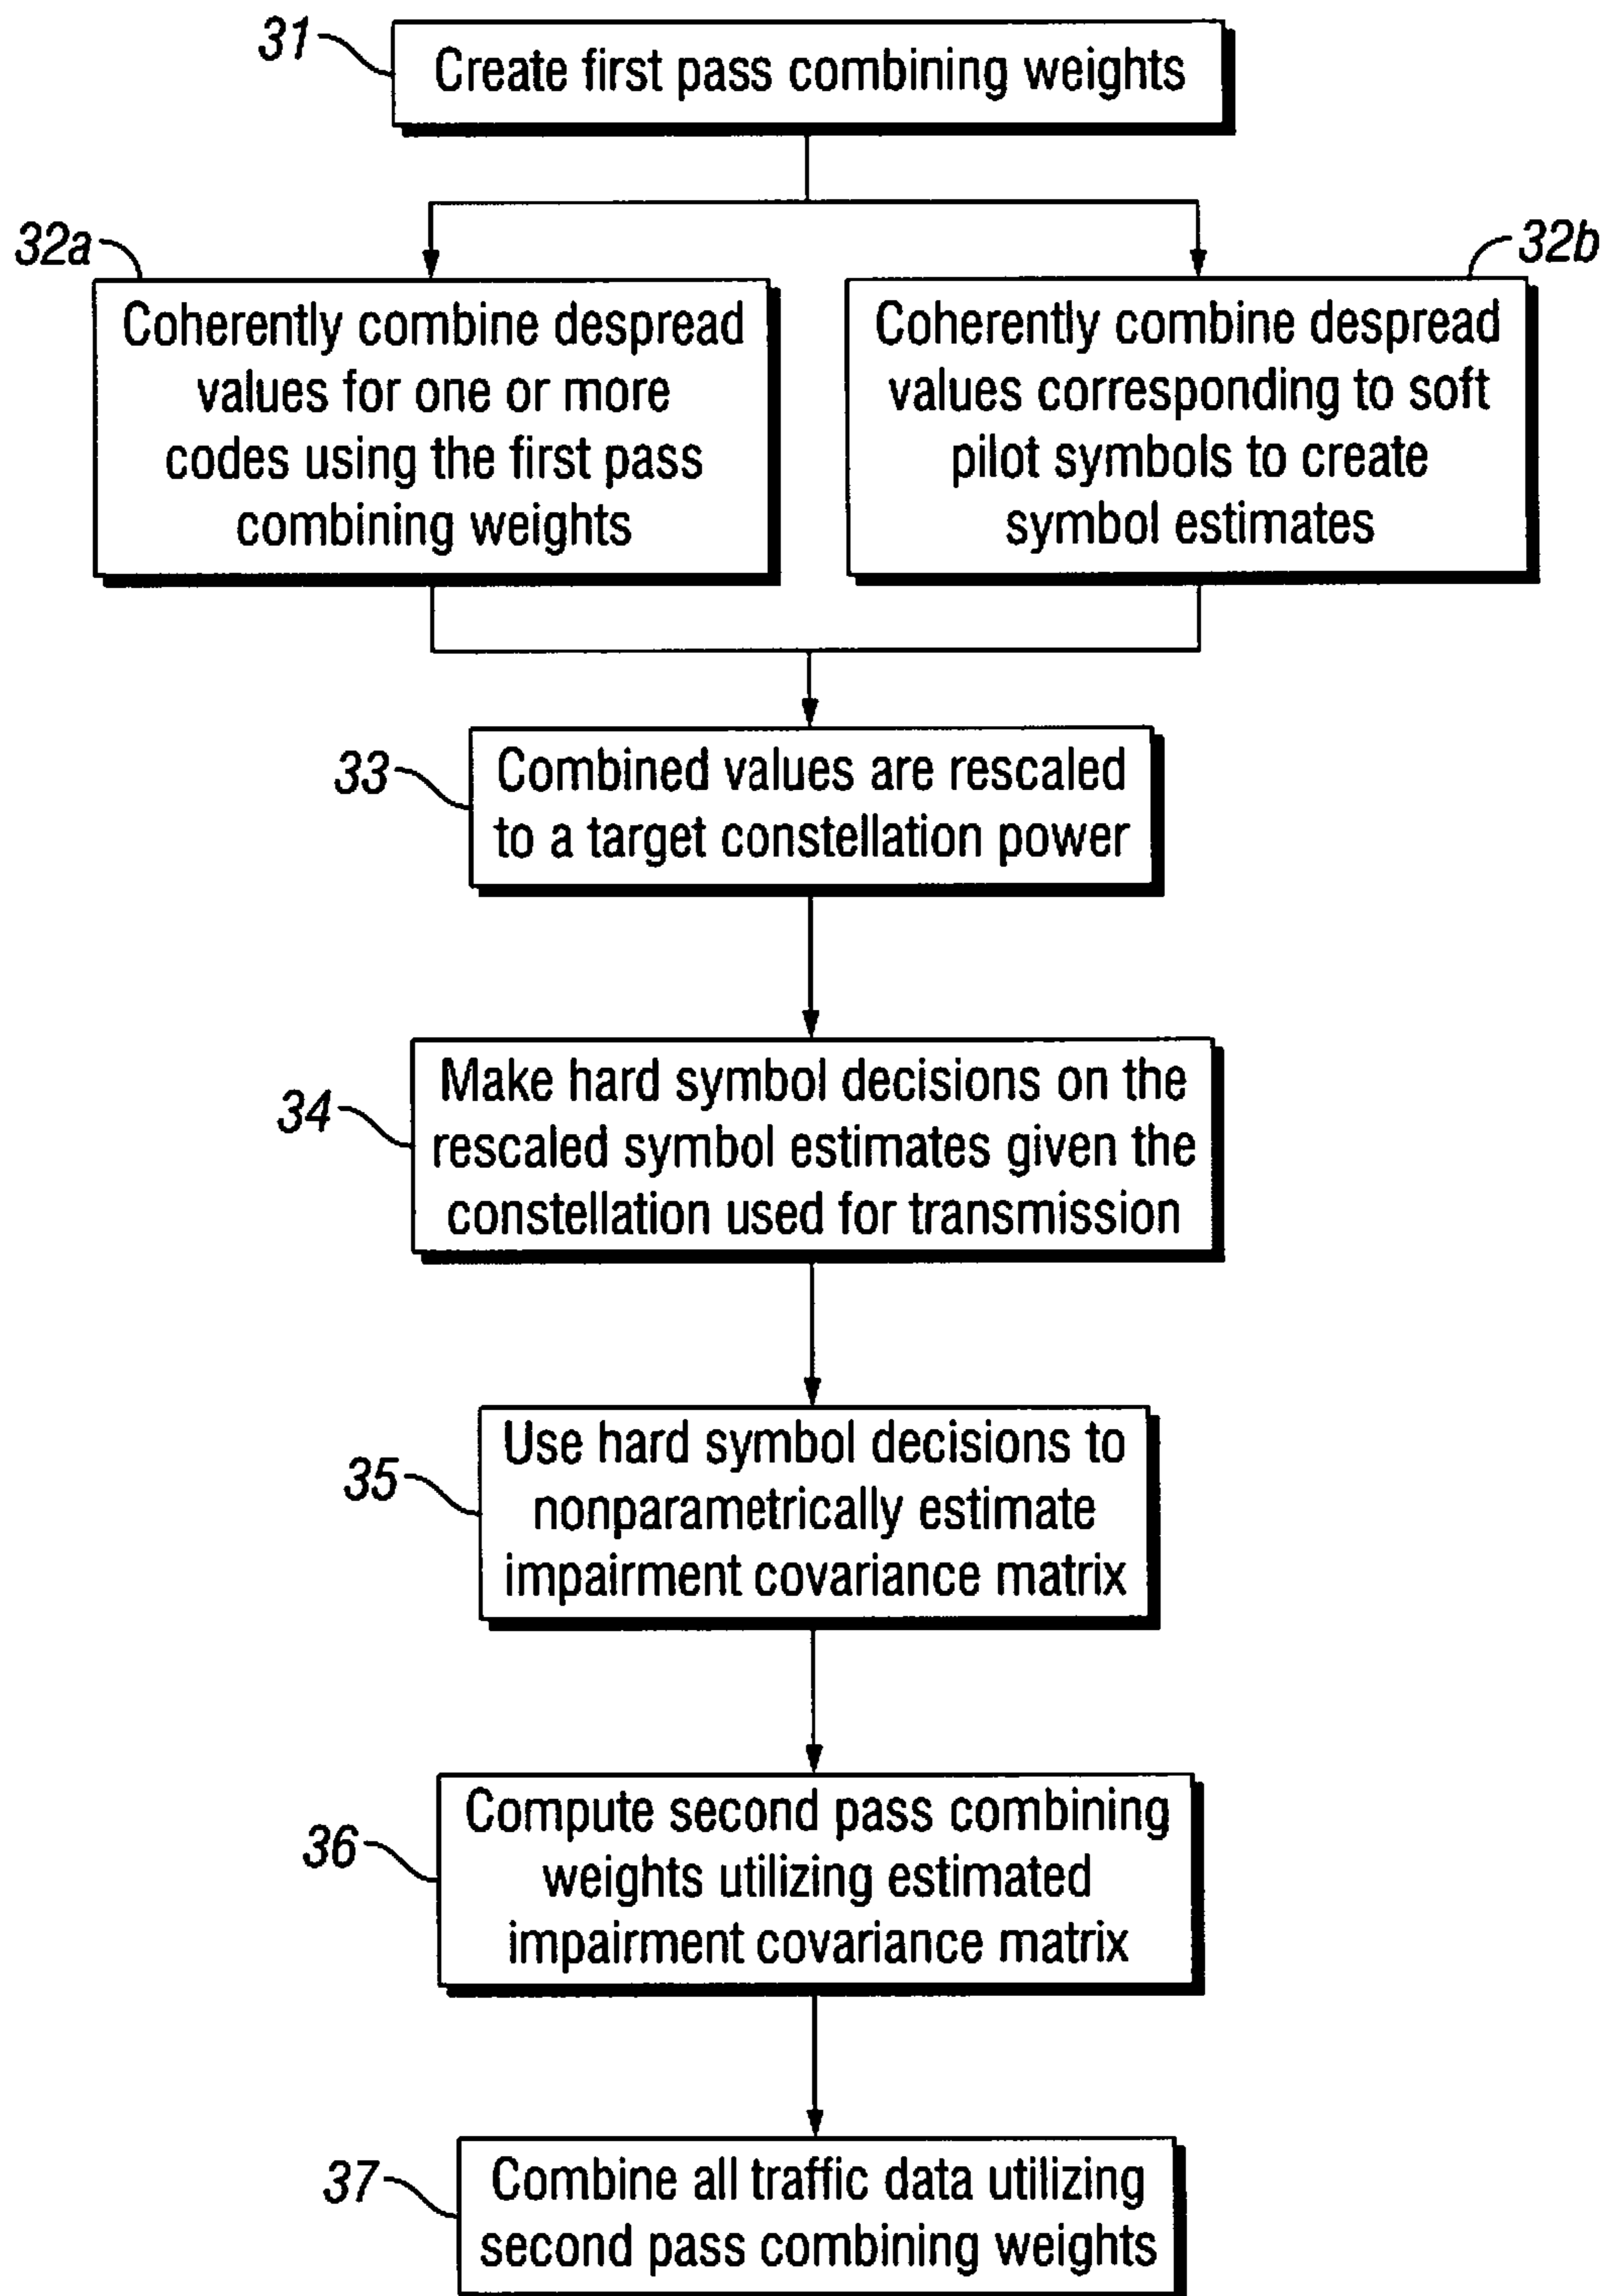 31
Create first pass combining weights
32a
Coherently combine despread
values for one or more
codes using the first pass
combining weights
32b
Coherently combine despread
values corresponding to soft
pilot symbols to create
symbol estimates
33
Combined values are rescaled
to a target constellation power
34
Make hard symbol decisions on the
rescaled symbol estimates given the
constellation used for transmission
35
Use hard symbol decisions to
nonparametrically estimate
impairment covariance matrix
36
Compute second pass combining
weights utilizing estimated
impairment covariance matrix
37
Combine all traffic data utilizing
second pass combining weights